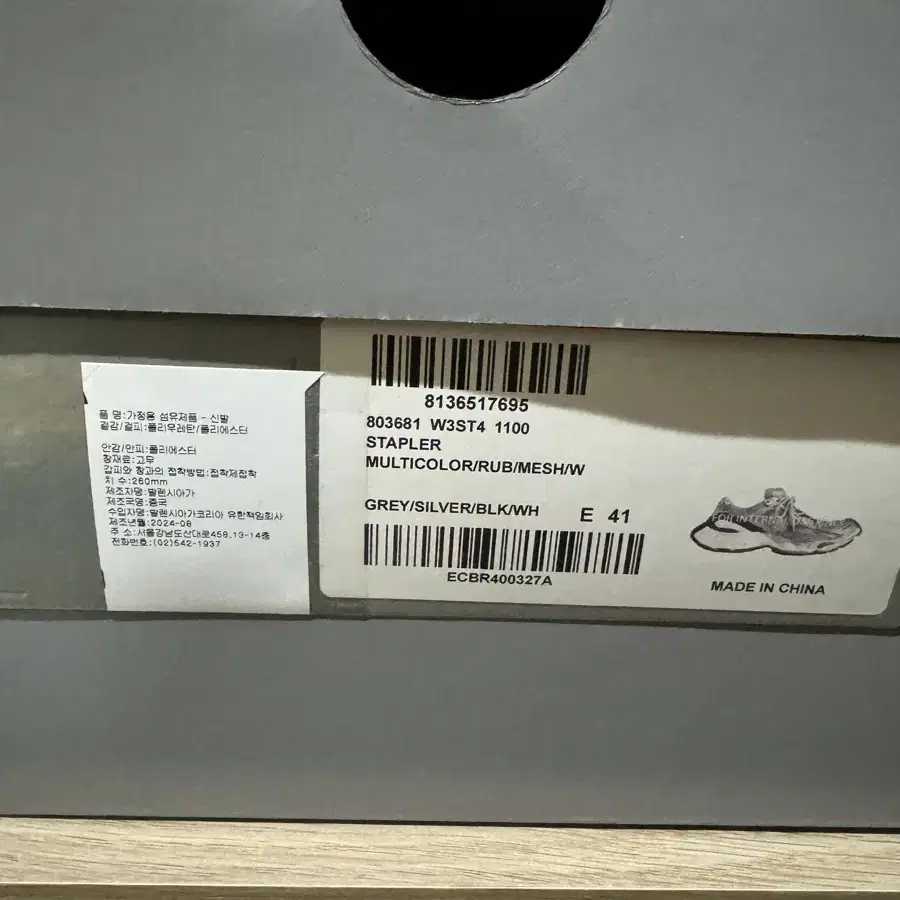 품 명:가정용 섬유제품 - 신발
겉감/겉피:폴리우레탄/폴리에스터
안감/안피:폴리에스터
창재료:고무
갑피와 창과의 접착방법:접착제접착
치 수:260mm
제조자명:발렌시아가
제조국명:중국
수입자명:발렌시아가코리아 유한책임회사
제조년월:2024-08
주 소:서울강남도산대로458,13-14층
전화번호:(02)542-1937
8136517695
803681 W3ST4 1100
STAPLER
MULTICOLOR/RUB/MESH/W
GREY/SILVER/BLK/WH E 41
ECBR400327A
FOR INTERNAL USE ONLY
MADE IN CHINA